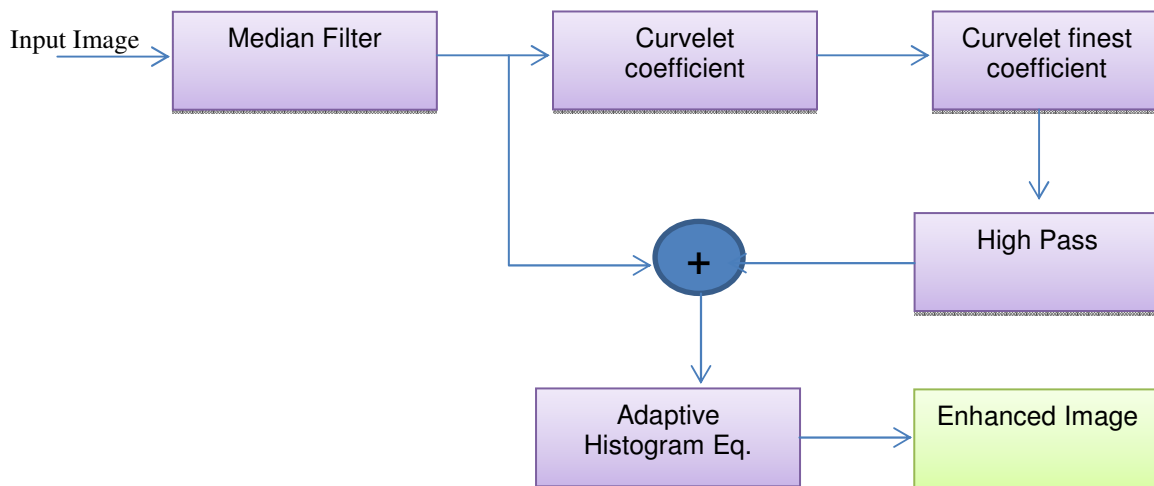 Input Image
Median Filter
Curvelet
coefficient
Curvelet finest
coefficient
High Pass
+
Adaptive
Histogram Eq.
Enhanced Image